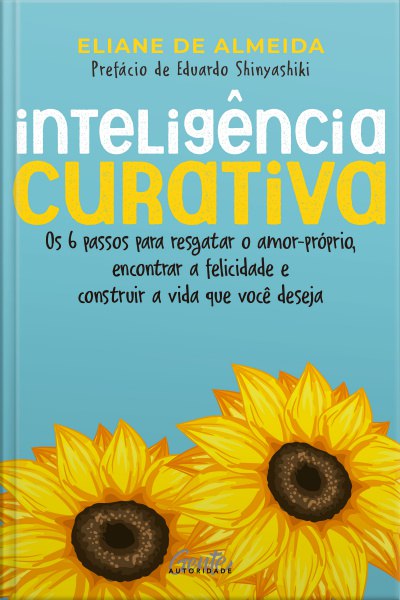 ELIANE DE ALMEIDA
Prefácio de Eduardo Shinyashiki
INTELIGÊNCIA
CURATIVA
Os 6 passos para resgatar o amor-próprio,
encontrar a felicidade e
construir a vida que você deseja
Gente
AUTORIDADE